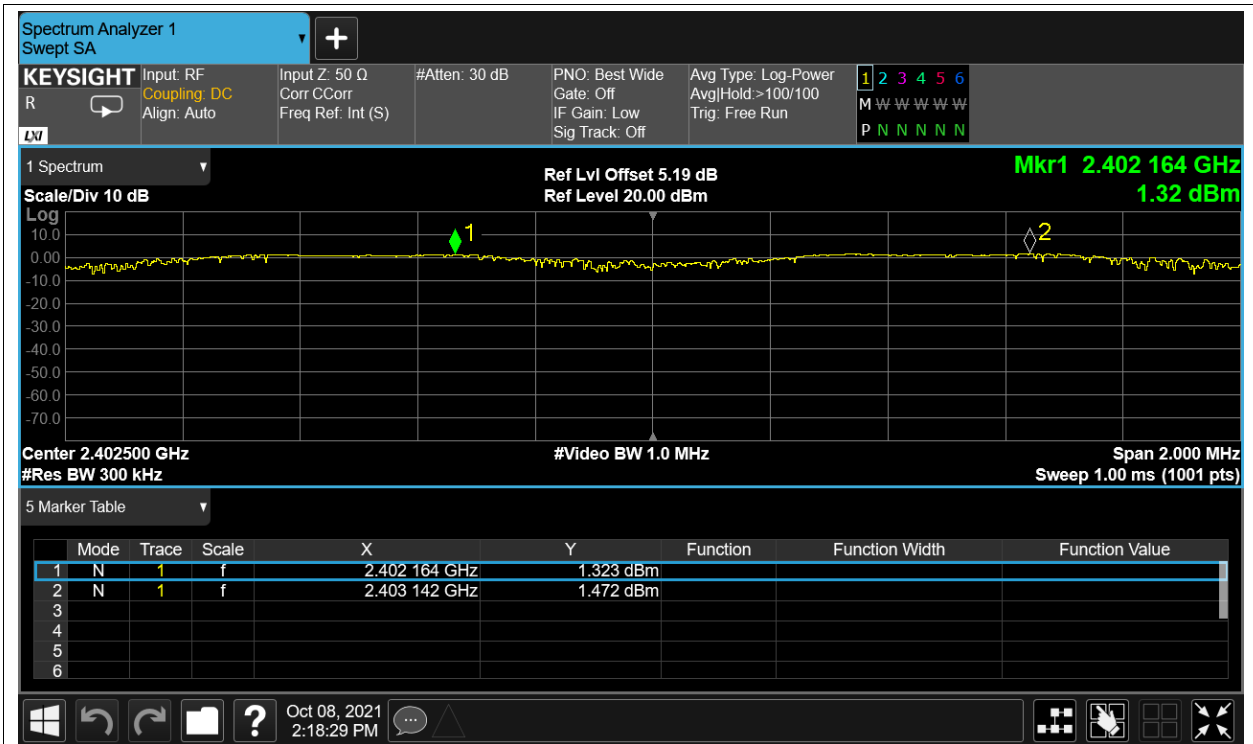 Spectrum Analyzer 1
Swept SA
KEYSIGHT
R
LXI
Input: RF
Coupling: DC
Align: Auto
Input Z: 50 Ω
Corr CCorr
Freq Ref: Int (S)
#Atten: 30 dB
PNO: Best Wide
Gate: Off
IF Gain: Low
Sig Track: Off
Avg Type: Log-Power
Avg|Hold:>100/100
Trig: Free Run
1 2 3 4 5 6
M W W W W W
P N N N N N
1 Spectrum
Scale/Div 10 dB
Ref Lvl Offset 5.19 dB
Ref Level 20.00 dBm
Mkr1 2.402 164 GHz
1.32 dBm
Log
10.0
0.00
-10.0
-20.0
-30.0
-40.0
-50.0
-60.0
-70.0
1
2
Center 2.402500 GHz
#Video BW 1.0 MHz
Span 2.000 MHz
#Res BW 300 kHz
Sweep 1.00 ms (1001 pts)
5 Marker Table
Mode Trace Scale X Y Function Function Width Function Value
1 N 1 f 2.402 164 GHz 1.323 dBm
2 N 1 f 2.403 142 GHz 1.472 dBm
3
4
5
6
?
Oct 08, 2021
2:18:29 PM